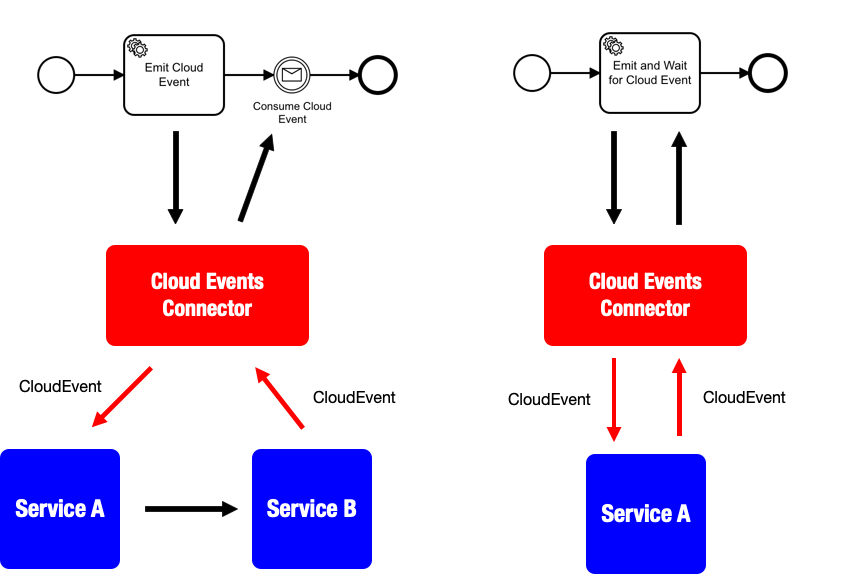 Emit Cloud
Event
Consume Cloud
Event
Cloud Events
Connector
CloudEvent
CloudEvent
Service A
Service B
Emit and Wait
for Cloud Event
Cloud Events
Connector
CloudEvent
CloudEvent
Service A